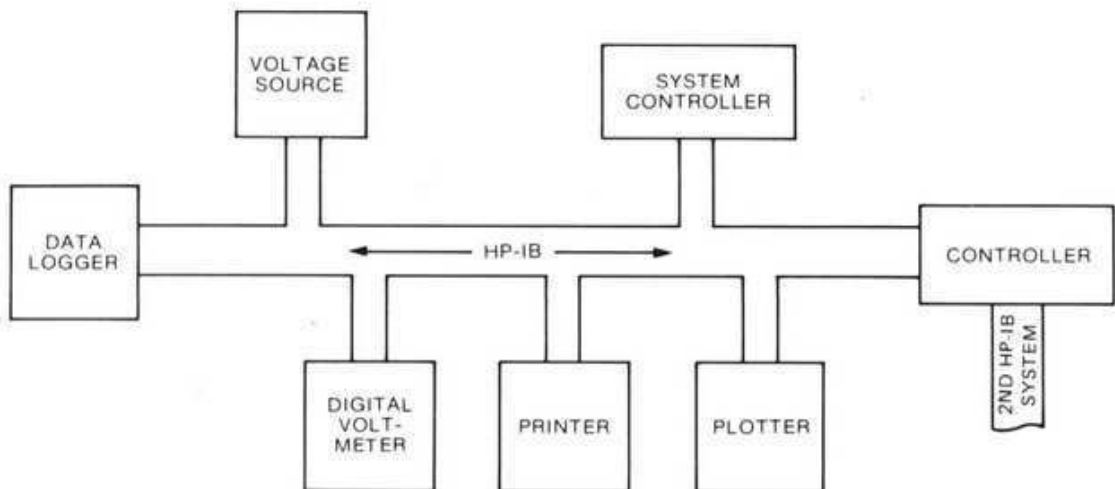 VOLTAGE
SOURCE
SYSTEM
CONTROLLER
DATA
LOGGER
HP-IB
CONTROLLER
2ND HP-IB
SYSTEM
DIGITAL
VOLT-
METER
PRINTER
PLOTTER